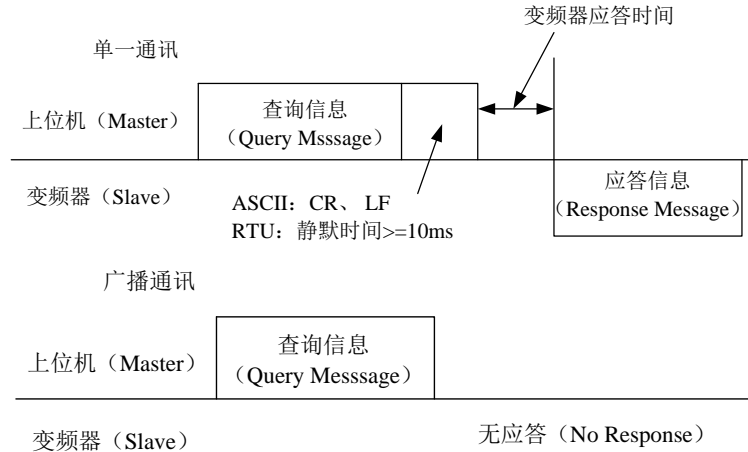 变频器应答时间
单一通讯
上位机（Master）
查询信息
（Query Msssage）
变频器（Slave）
ASCII：CR、 LF
RTU：静默时间>=10ms
应答信息
（Response Message）
广播通讯
上位机（Master）
查询信息
（Query Messsage）
变频器（Slave）
无应答（No Response）